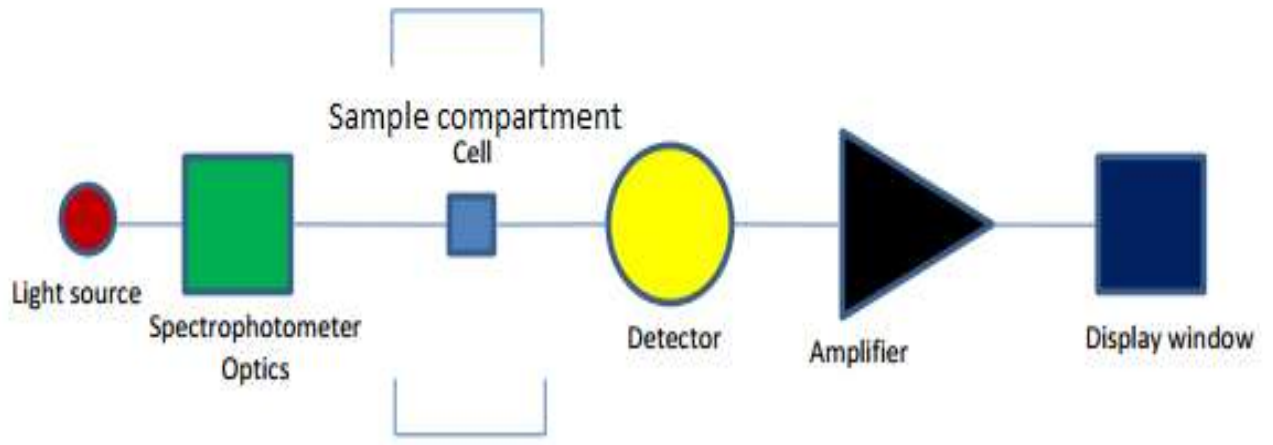 Sample compartment
Cell
Light source
Spectrophotometer
Optics
Detector
Amplifier
Display window